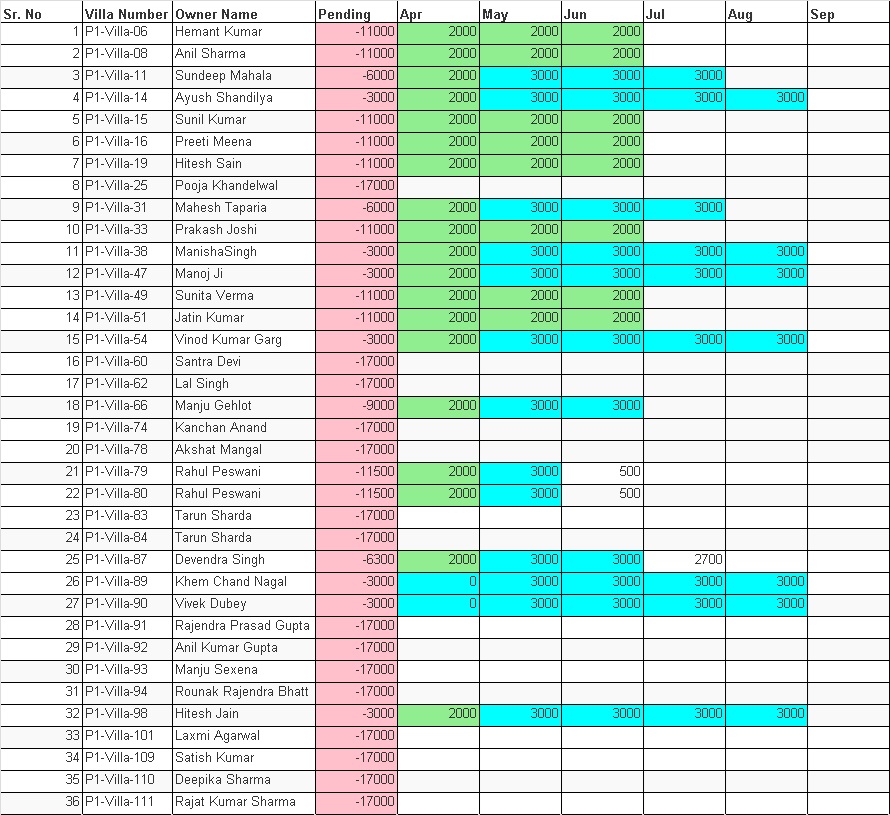 Sr. No Villa Number Owner Name Pending Apr May Jun Jul Aug Sep
1 P1-Villa-06 Hemant Kumar -11000 2000 2000 2000
2 P1-Villa-08 Anil Sharma -11000 2000 2000 2000
3 P1-Villa-11 Sundeep Mahala -6000 2000 3000 3000 3000
4 P1-Villa-14 Ayush Shandilya -3000 2000 3000 3000 3000 3000
5 P1-Villa-15 Sunil Kumar -11000 2000 2000 2000
6 P1-Villa-16 Preeti Meena -11000 2000 2000 2000
7 P1-Villa-19 Hitesh Sain -11000 2000 2000 2000
8 P1-Villa-25 Pooja Khandelwal -17000
9 P1-Villa-31 Mahesh Taparia -6000 2000 3000 3000 3000
10 P1-Villa-33 Prakash Joshi -11000 2000 2000 2000
11 P1-Villa-38 ManishaSingh -3000 2000 3000 3000 3000 3000
12 P1-Villa-47 Manoj Ji -3000 2000 3000 3000 3000 3000
13 P1-Villa-49 Sunita Verma -11000 2000 2000 2000
14 P1-Villa-51 Jatin Kumar -11000 2000 2000 2000
15 P1-Villa-54 Vinod Kumar Garg -3000 2000 3000 3000 3000 3000
16 P1-Villa-60 Santra Devi -17000
17 P1-Villa-62 Lal Singh -17000
18 P1-Villa-66 Manju Gehlot -9000 2000 3000 3000
19 P1-Villa-74 Kanchan Anand -17000
20 P1-Villa-78 Akshat Mangal -17000
21 P1-Villa-79 Rahul Peswani -11500 2000 3000 500
22 P1-Villa-80 Rahul Peswani -11500 2000 3000 500
23 P1-Villa-83 Tarun Sharda -17000
24 P1-Villa-84 Tarun Sharda -17000
25 P1-Villa-87 Devendra Singh -6300 2000 3000 3000 2700
26 P1-Villa-89 Khem Chand Nagal -3000 0 3000 3000 3000 3000
27 P1-Villa-90 Vivek Dubey -3000 0 3000 3000 3000 3000
28 P1-Villa-91 Rajendra Prasad Gupta -17000
29 P1-Villa-92 Anil Kumar Gupta -17000
30 P1-Villa-93 Manju Sexena -17000
31 P1-Villa-94 Rounak Rajendra Bhatt -17000
32 P1-Villa-98 Hitesh Jain -3000 2000 3000 3000 3000 3000
33 P1-Villa-101 Laxmi Agarwal -17000
34 P1-Villa-109 Satish Kumar -17000
35 P1-Villa-110 Deepika Sharma -17000
36 P1-Villa-111 Rajat Kumar Sharma -17000